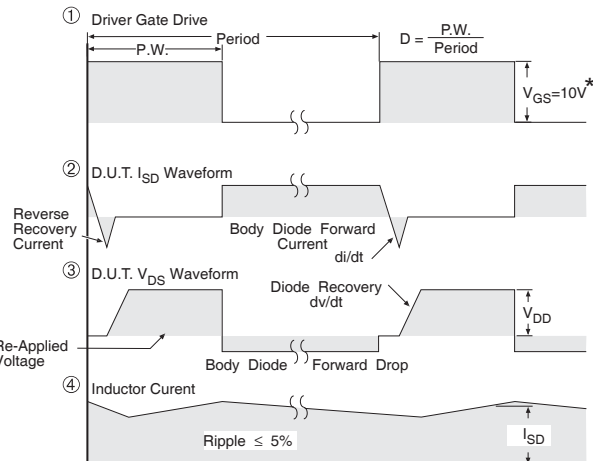 ① Driver Gate Drive
Period
P.W.
D = P.W. / Period
VGS=10V*
② D.U.T. ISD Waveform
Reverse
Recovery
Current
Body Diode Forward
Current
di/dt
③ D.U.T. VDS Waveform
Diode Recovery
dv/dt
VDD
Re-Applied
Voltage
Body Diode Forward Drop
④ Inductor Curent
Ripple ≤ 5%
ISD